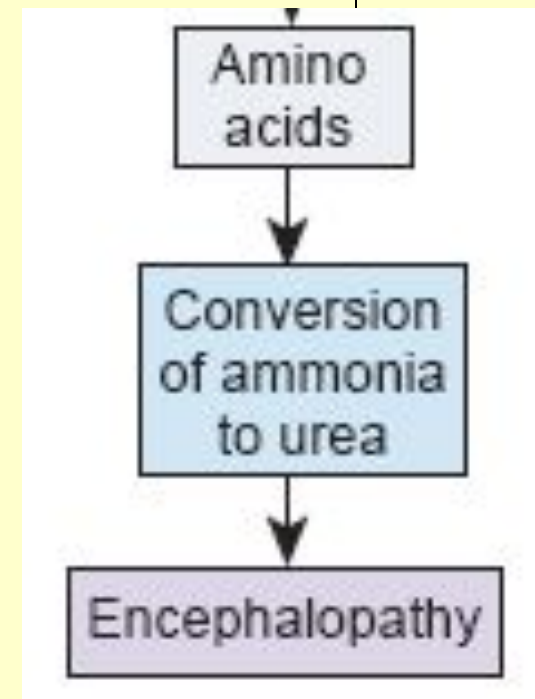 Amino
acids
Conversion
of ammonia
to urea
Encephalopathy